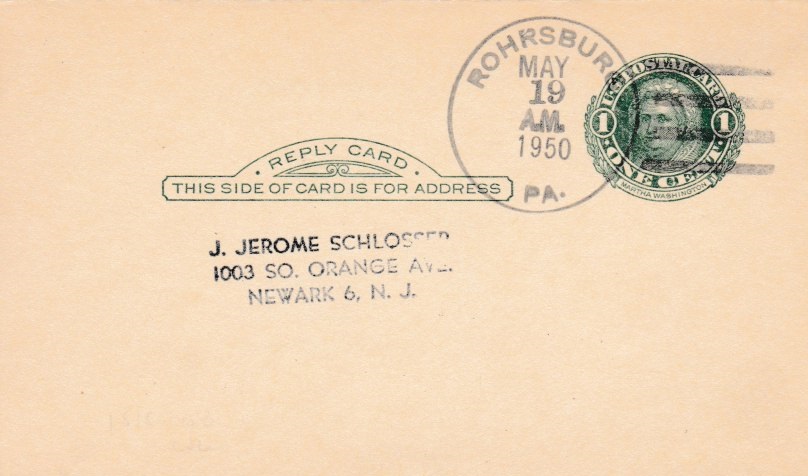 ROHRSBUR
MAY
19
A.M.
1950
PA.
U.S. POSTAL CARD
1 1
ONE CENT
MARTHA WASHINGTON
REPLY CARD
THIS SIDE OF CARD IS FOR ADDRESS
J. JEROME SCHLOSSER
1003 SO. ORANGE AVE.
NEWARK 6, N. J.